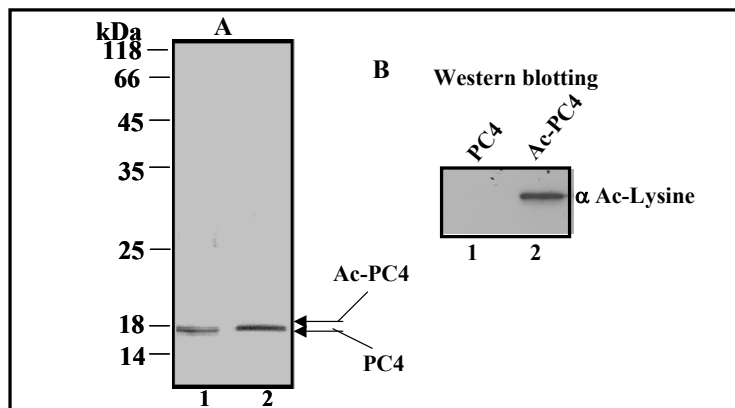 kDa
A
118
66
45
35
25
18
14
1 2
Ac-PC4
PC4
B
Western blotting
PC4
Ac-PC4
α Ac-Lysine
1 2